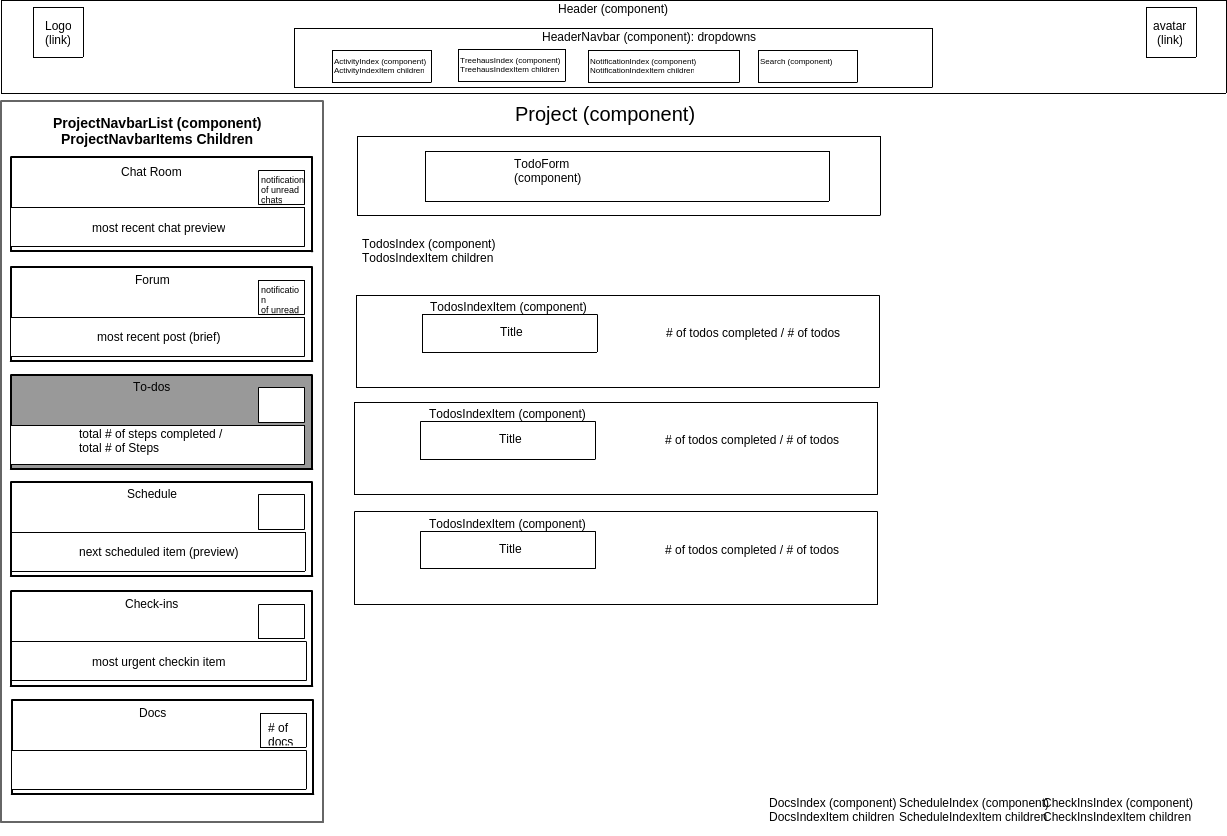 Header (component)
Logo
(link)
HeaderNavbar (component): dropdowns
avatar
(link)
ActivityIndex (component)
ActivityIndexItem children
TreehausIndex (component)
TreehausIndexItem children
NotificationIndex (component)
NotificationIndexItem children
Search (component)
ProjectNavbarList (component)
ProjectNavbarItems Children
Chat Room
notification
of unread
chats
most recent chat preview
Forum
notificatio
n
of unread
most recent post (brief)
To-dos
total # of steps completed /
total # of Steps
Schedule
next scheduled item (preview)
Check-ins
most urgent checkin item
Docs
# of
docs
Project (component)
TodoForm
(component)
TodosIndex (component)
TodosIndexItem children
TodosIndexItem (component)
Title
# of todos completed / # of todos
TodosIndexItem (component)
Title
# of todos completed / # of todos
TodosIndexItem (component)
Title
# of todos completed / # of todos
DocsIndex (component)
DocsIndexItem children
ScheduleIndex (component)
ScheduleIndexItem children
CheckInsIndex (component)
CheckInsIndexItem children